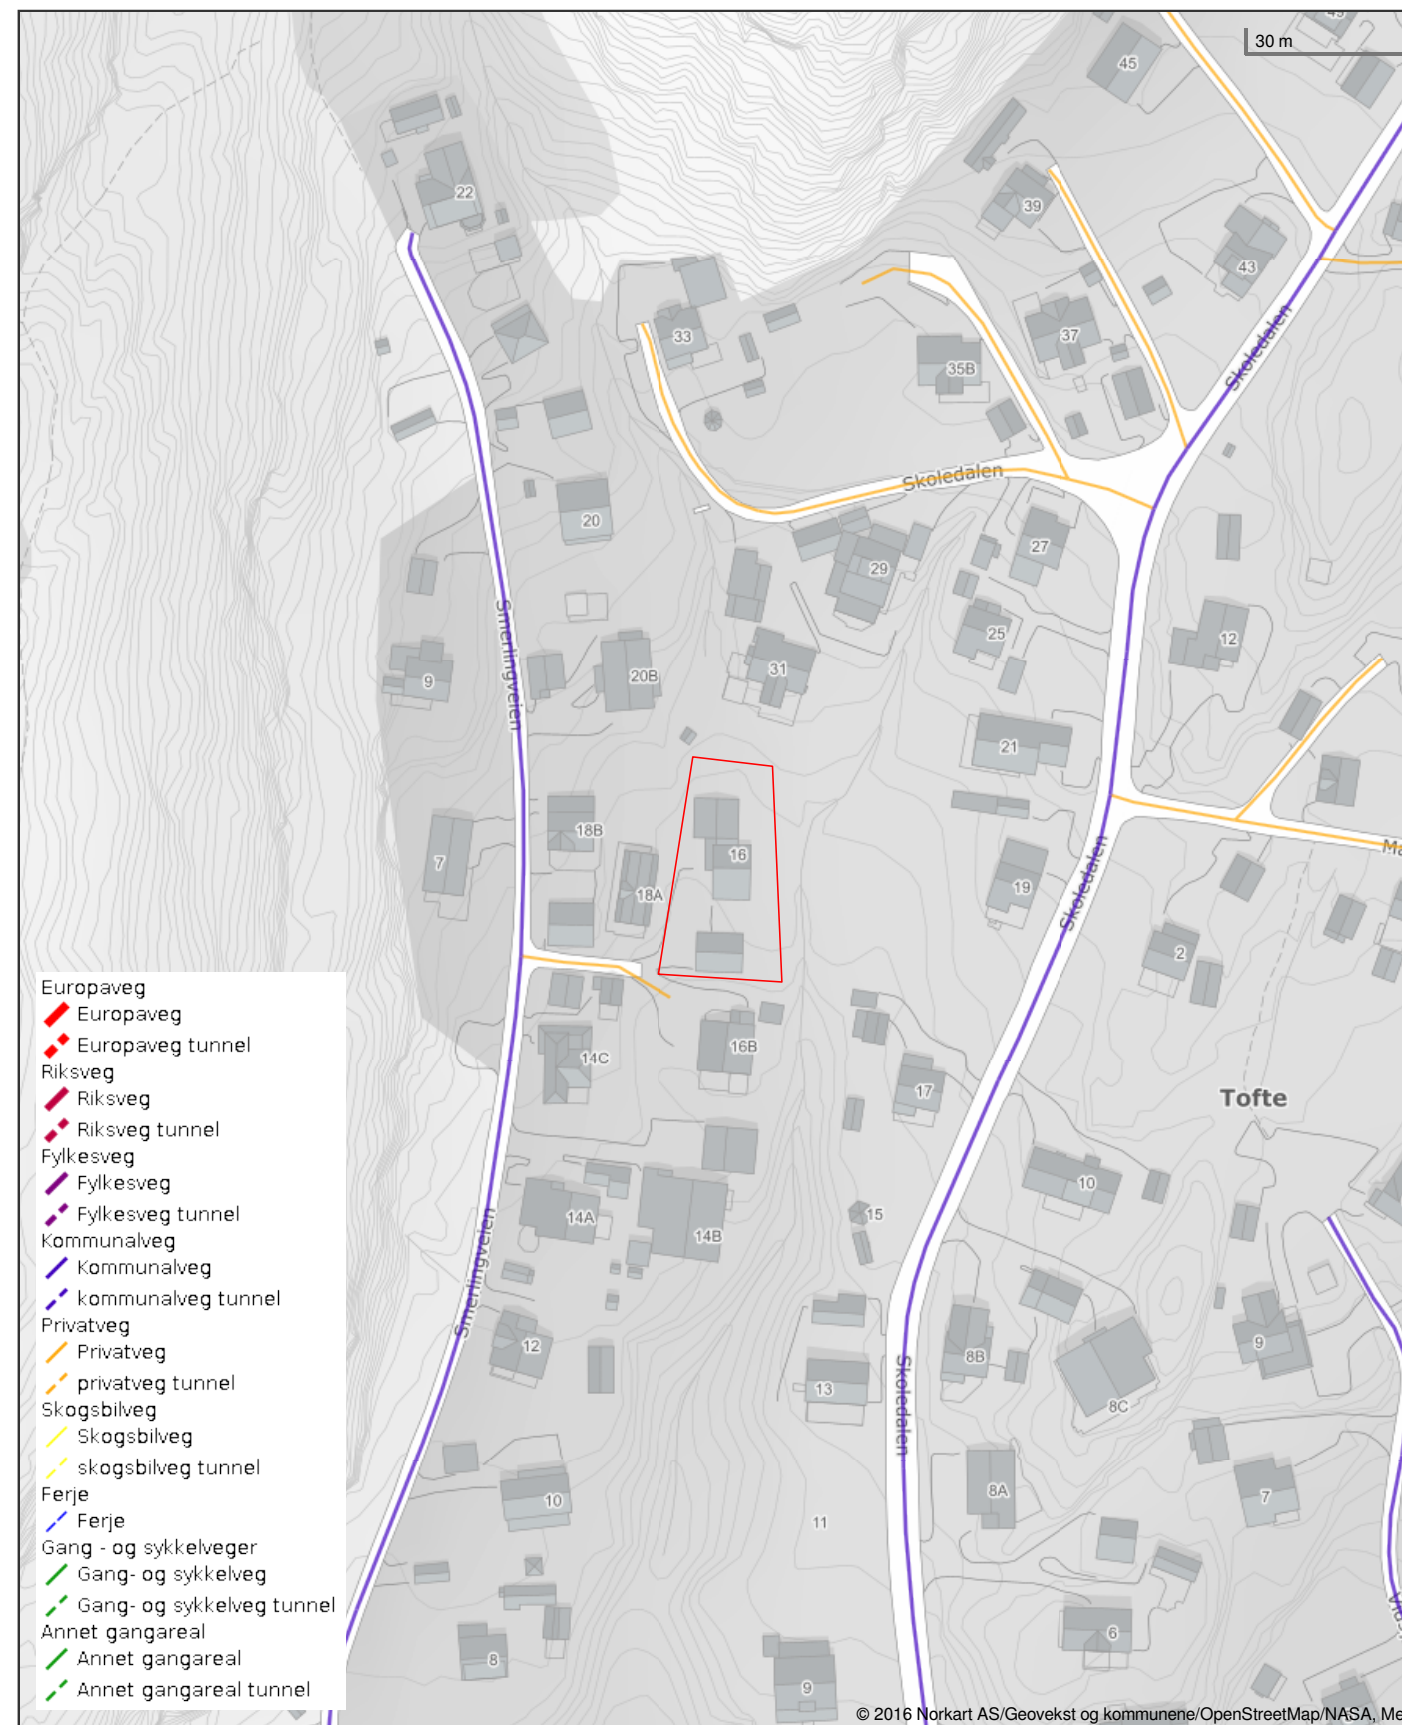 45
45
30 m
22
39
43
33
37
35B
Skoledalen
Skoledalen
20
27
29
Smerlingveien
25
12
9
20B
31
21
18B
16
7
18A
19
Skoledalen
Ma
2
14C
16B
17
Tofte
10
14A
14B
15
Smerlingveien
12
13
Skoledalen
8B
9
8C
10
8A
7
11
8
6
9
Europaveg
Europaveg
Europaveg tunnel
Riksveg
Riksveg
Riksveg tunnel
Fylkesveg
Fylkesveg
Fylkesveg tunnel
Kommunalveg
Kommunalveg
kommunalveg tunnel
Privatveg
Privatveg
privatveg tunnel
Skogsbilveg
Skogsbilveg
skogsbilveg tunnel
Ferje
Ferje
Gang - og sykkelveger
Gang- og sykkelveg
Gang- og sykkelveg tunnel
Annet gangareal
Annet gangareal
Annet gangareal tunnel
© 2016 Norkart AS/Geovekst og kommunene/OpenStreetMap/NASA, Me